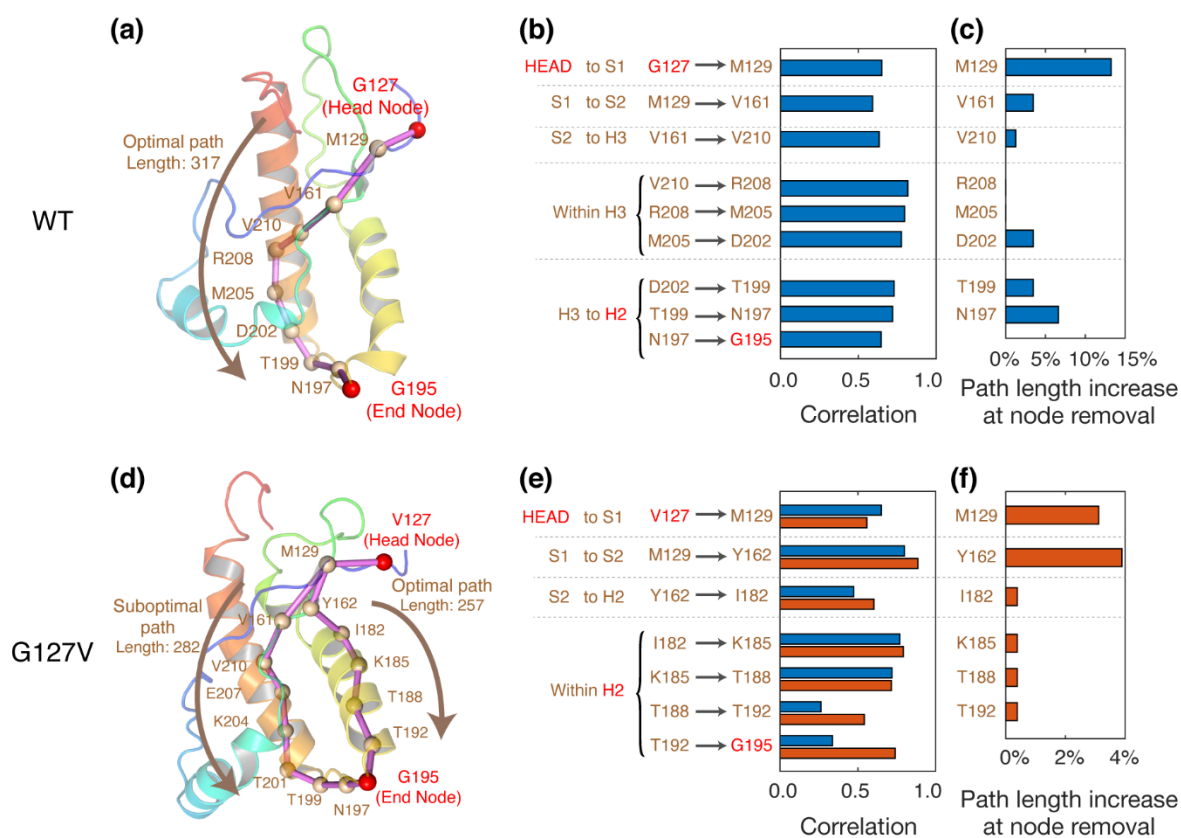 (a)
WT
Optimal path
Length: 317
G127
(Head Node)
M129
V161
V210
R208
M205
D202
T199
N197
G195
(End Node)
(b)
HEAD to S1 G127 → M129
S1 to S2 M129 → V161
S2 to H3 V161 → V210
Within H3
V210 → R208
R208 → M205
M205 → D202
H3 to H2
D202 → T199
T199 → N197
N197 → G195
0.0 0.5 1.0
Correlation
(c)
M129
V161
V210
R208
M205
D202
T199
N197
0% 5% 10% 15%
Path length increase
at node removal
(d)
G127V
V127
(Head Node)
M129
Optimal path
Length: 257
Y162
Suboptimal
path
Length: 282
V161
I182
V210
K185
E207
T188
K204
T192
T201
T199
N197
G195
(End Node)
(e)
HEAD to S1 V127 → M129
S1 to S2 M129 → Y162
S2 to H2 Y162 → I182
Within H2
I182 → K185
K185 → T188
T188 → T192
T192 → G195
0.0 0.5 1.0
Correlation
(f)
M129
Y162
I182
K185
T188
T192
0% 2% 4%
Path length increase
at node removal